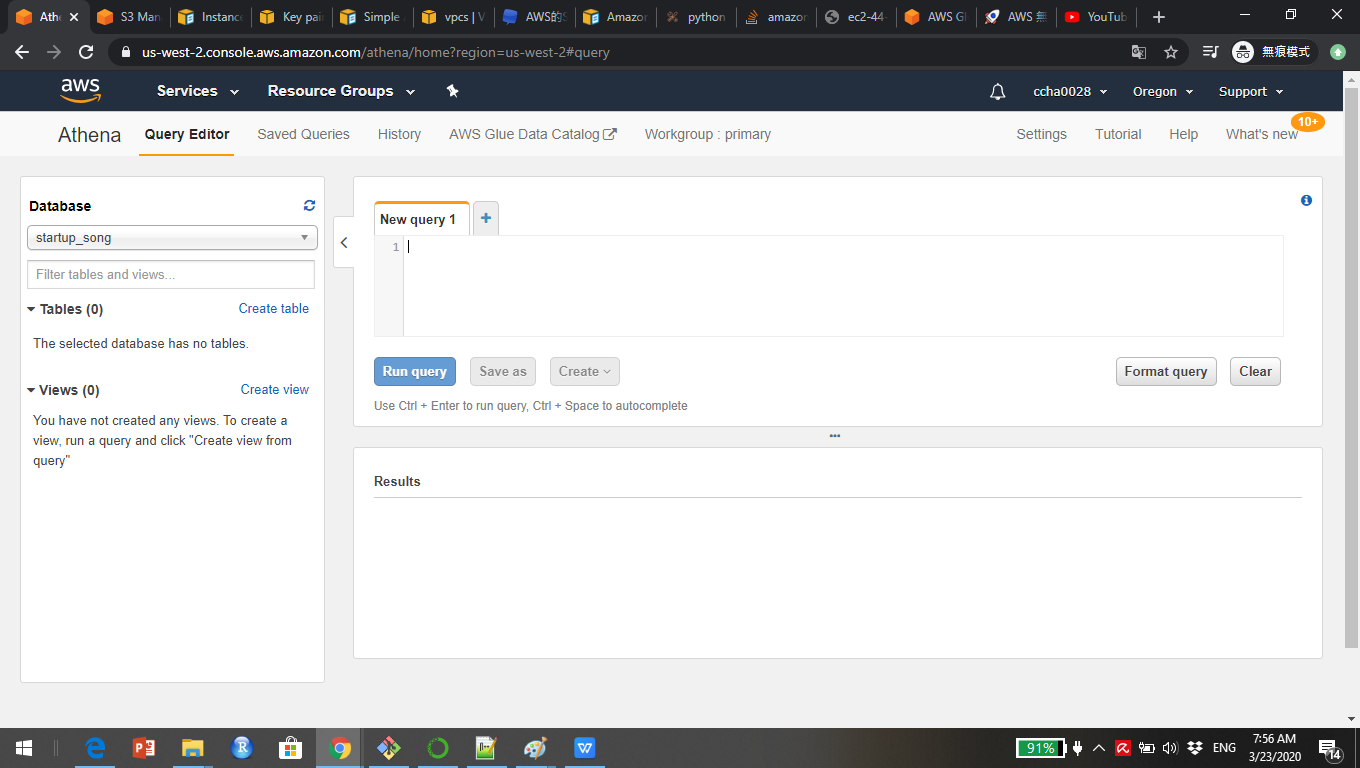 Athe
S3 Man
Instance
Key pai
Simple
vpcs | V
AWS的S
Amazon
python
amazon
ec2-44-
AWS Gl
AWS 無
YouTub
us-west-2.console.aws.amazon.com/athena/home?region=us-west-2#query
無痕模式
aws
Services
Resource Groups
ccha0028
Oregon
Support
Athena
Query Editor
Saved Queries
History
AWS Glue Data Catalog
Workgroup : primary
Settings
Tutorial
Help
What's new
10+
Database
startup_song
Filter tables and views...
Tables (0)
Create table
The selected database has no tables.
Views (0)
Create view
You have not created any views. To create a
view, run a query and click "Create view from
query"
New query 1
+
1
Run query
Save as
Create
Format query
Clear
Use Ctrl + Enter to run query, Ctrl + Space to autocomplete
Results
91%
ENG
7:56 AM
3/23/2020
14